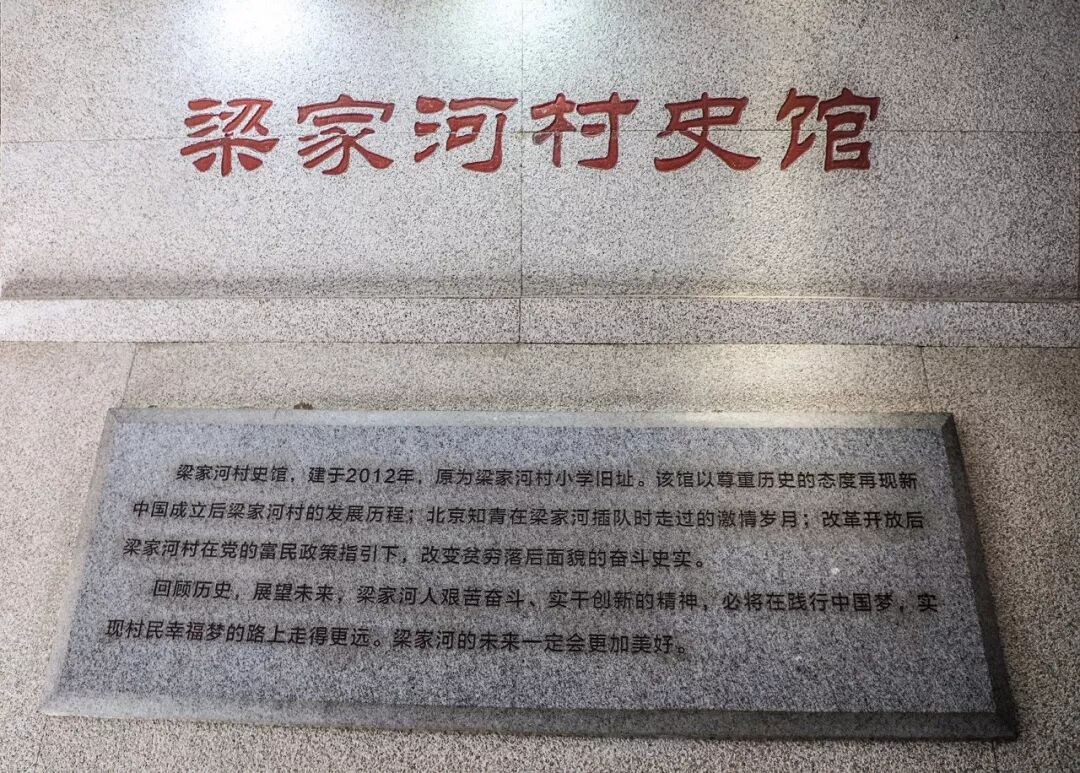 梁家河村史馆
梁家河村史馆，建于2012年，原为梁家河村小学旧址。该馆以尊重历史的态度再现新
中国成立后梁家河村的发展历程；北京知青在梁家河插队时走过的激情岁月；改革开放后
梁家河村在党的富民政策指引下，改变贫穷落后面貌的奋斗史实。
回顾历史，展望未来，梁家河人艰苦奋斗、实干创新的精神，必将在践行中国梦，实
现村民幸福梦的路上走得更远。梁家河的未来一定会更加美好。